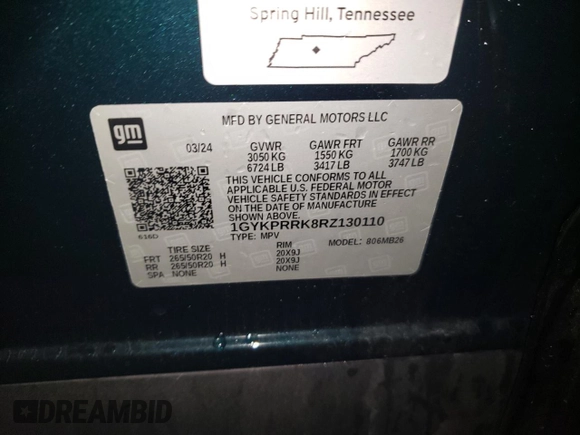 Spring Hill, Tennessee
gm
MFD BY GENERAL MOTORS LLC
03/24 GVWR GAWR FRT GAWR RR
3050 KG 1550 KG 1700 KG
6724 LB 3417 LB 3747 LB
THIS VEHICLE CONFORMS TO ALL
APPLICABLE U.S. FEDERAL MOTOR
VEHICLE SAFETY STANDARDS IN EFFECT
ON THE DATE OF MANUFACTURE
SHOWN ABOVE.
1GYKPRRK8RZ130110
616D TYPE: MPV MODEL: 806MB26
TIRE SIZE RIM
FRT 265/50R20 H 20X9J
RR 265/50R20 H 20X9J
SPA NONE NONE
DREAMBID